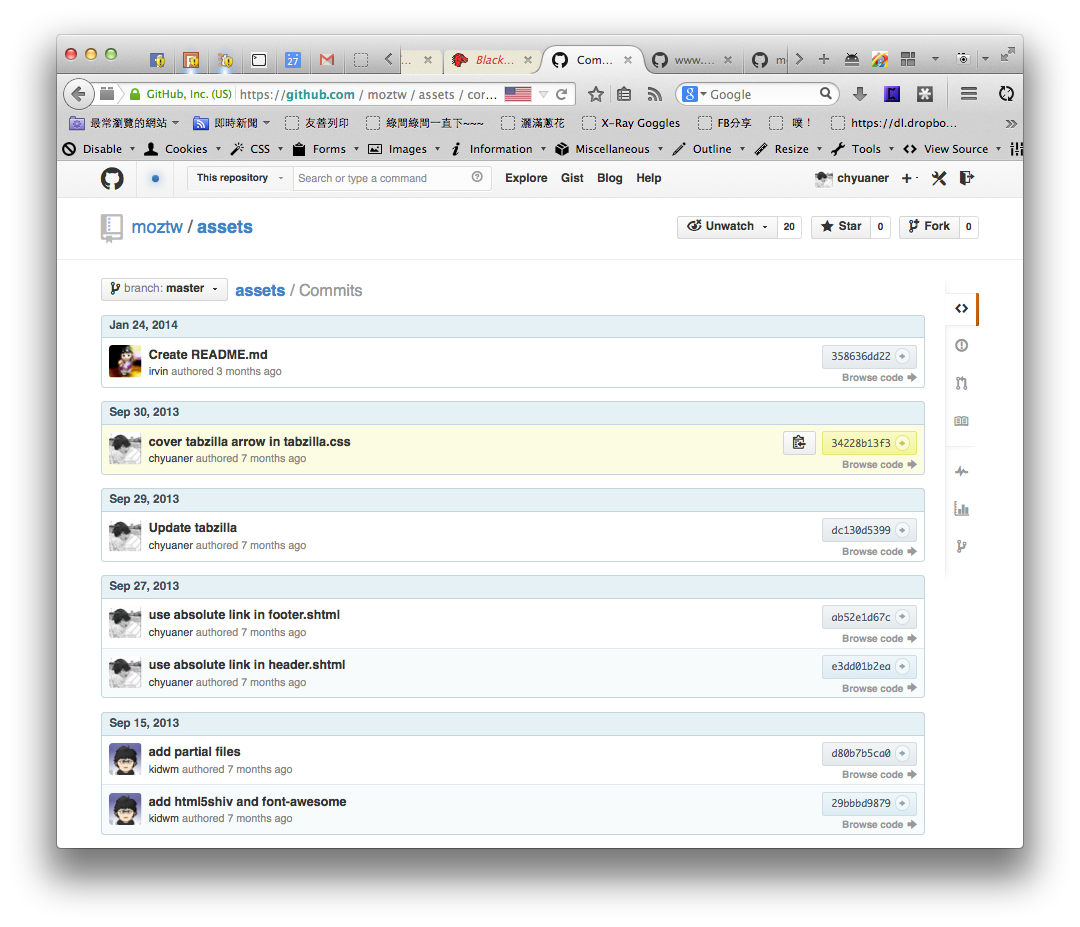 27
Black...
Com...
www....
m
GitHub, Inc. (US)
https://github.com / moztw / assets / cor...
Google
最常瀏覽的網站
即時新聞
友善列印
綠問綠問一直下~~~
灑滿蔥花
X-Ray Goggles
FB分享
噗！
https://dl.dropbo...
Disable
Cookies
CSS
Forms
Images
Information
Miscellaneous
Outline
Resize
Tools
View Source
This repository
Search or type a command
Explore
Gist
Blog
Help
chyuaner
moztw / assets
Unwatch
20
Star
0
Fork
0
branch: master
assets / Commits
Jan 24, 2014
Create README.md
358636dd22
irvin authored 3 months ago
Browse code
Sep 30, 2013
cover tabzilla arrow in tabzilla.css
34228b13f3
chyuaner authored 7 months ago
Browse code
Sep 29, 2013
Update tabzilla
dc130d5399
chyuaner authored 7 months ago
Browse code
Sep 27, 2013
use absolute link in footer.shtml
ab52e1d67c
chyuaner authored 7 months ago
Browse code
use absolute link in header.shtml
e3dd01b2ea
chyuaner authored 7 months ago
Browse code
Sep 15, 2013
add partial files
d80b7b5ca0
kidwm authored 7 months ago
Browse code
add html5shiv and font-awesome
29bbbd9879
kidwm authored 7 months ago
Browse code